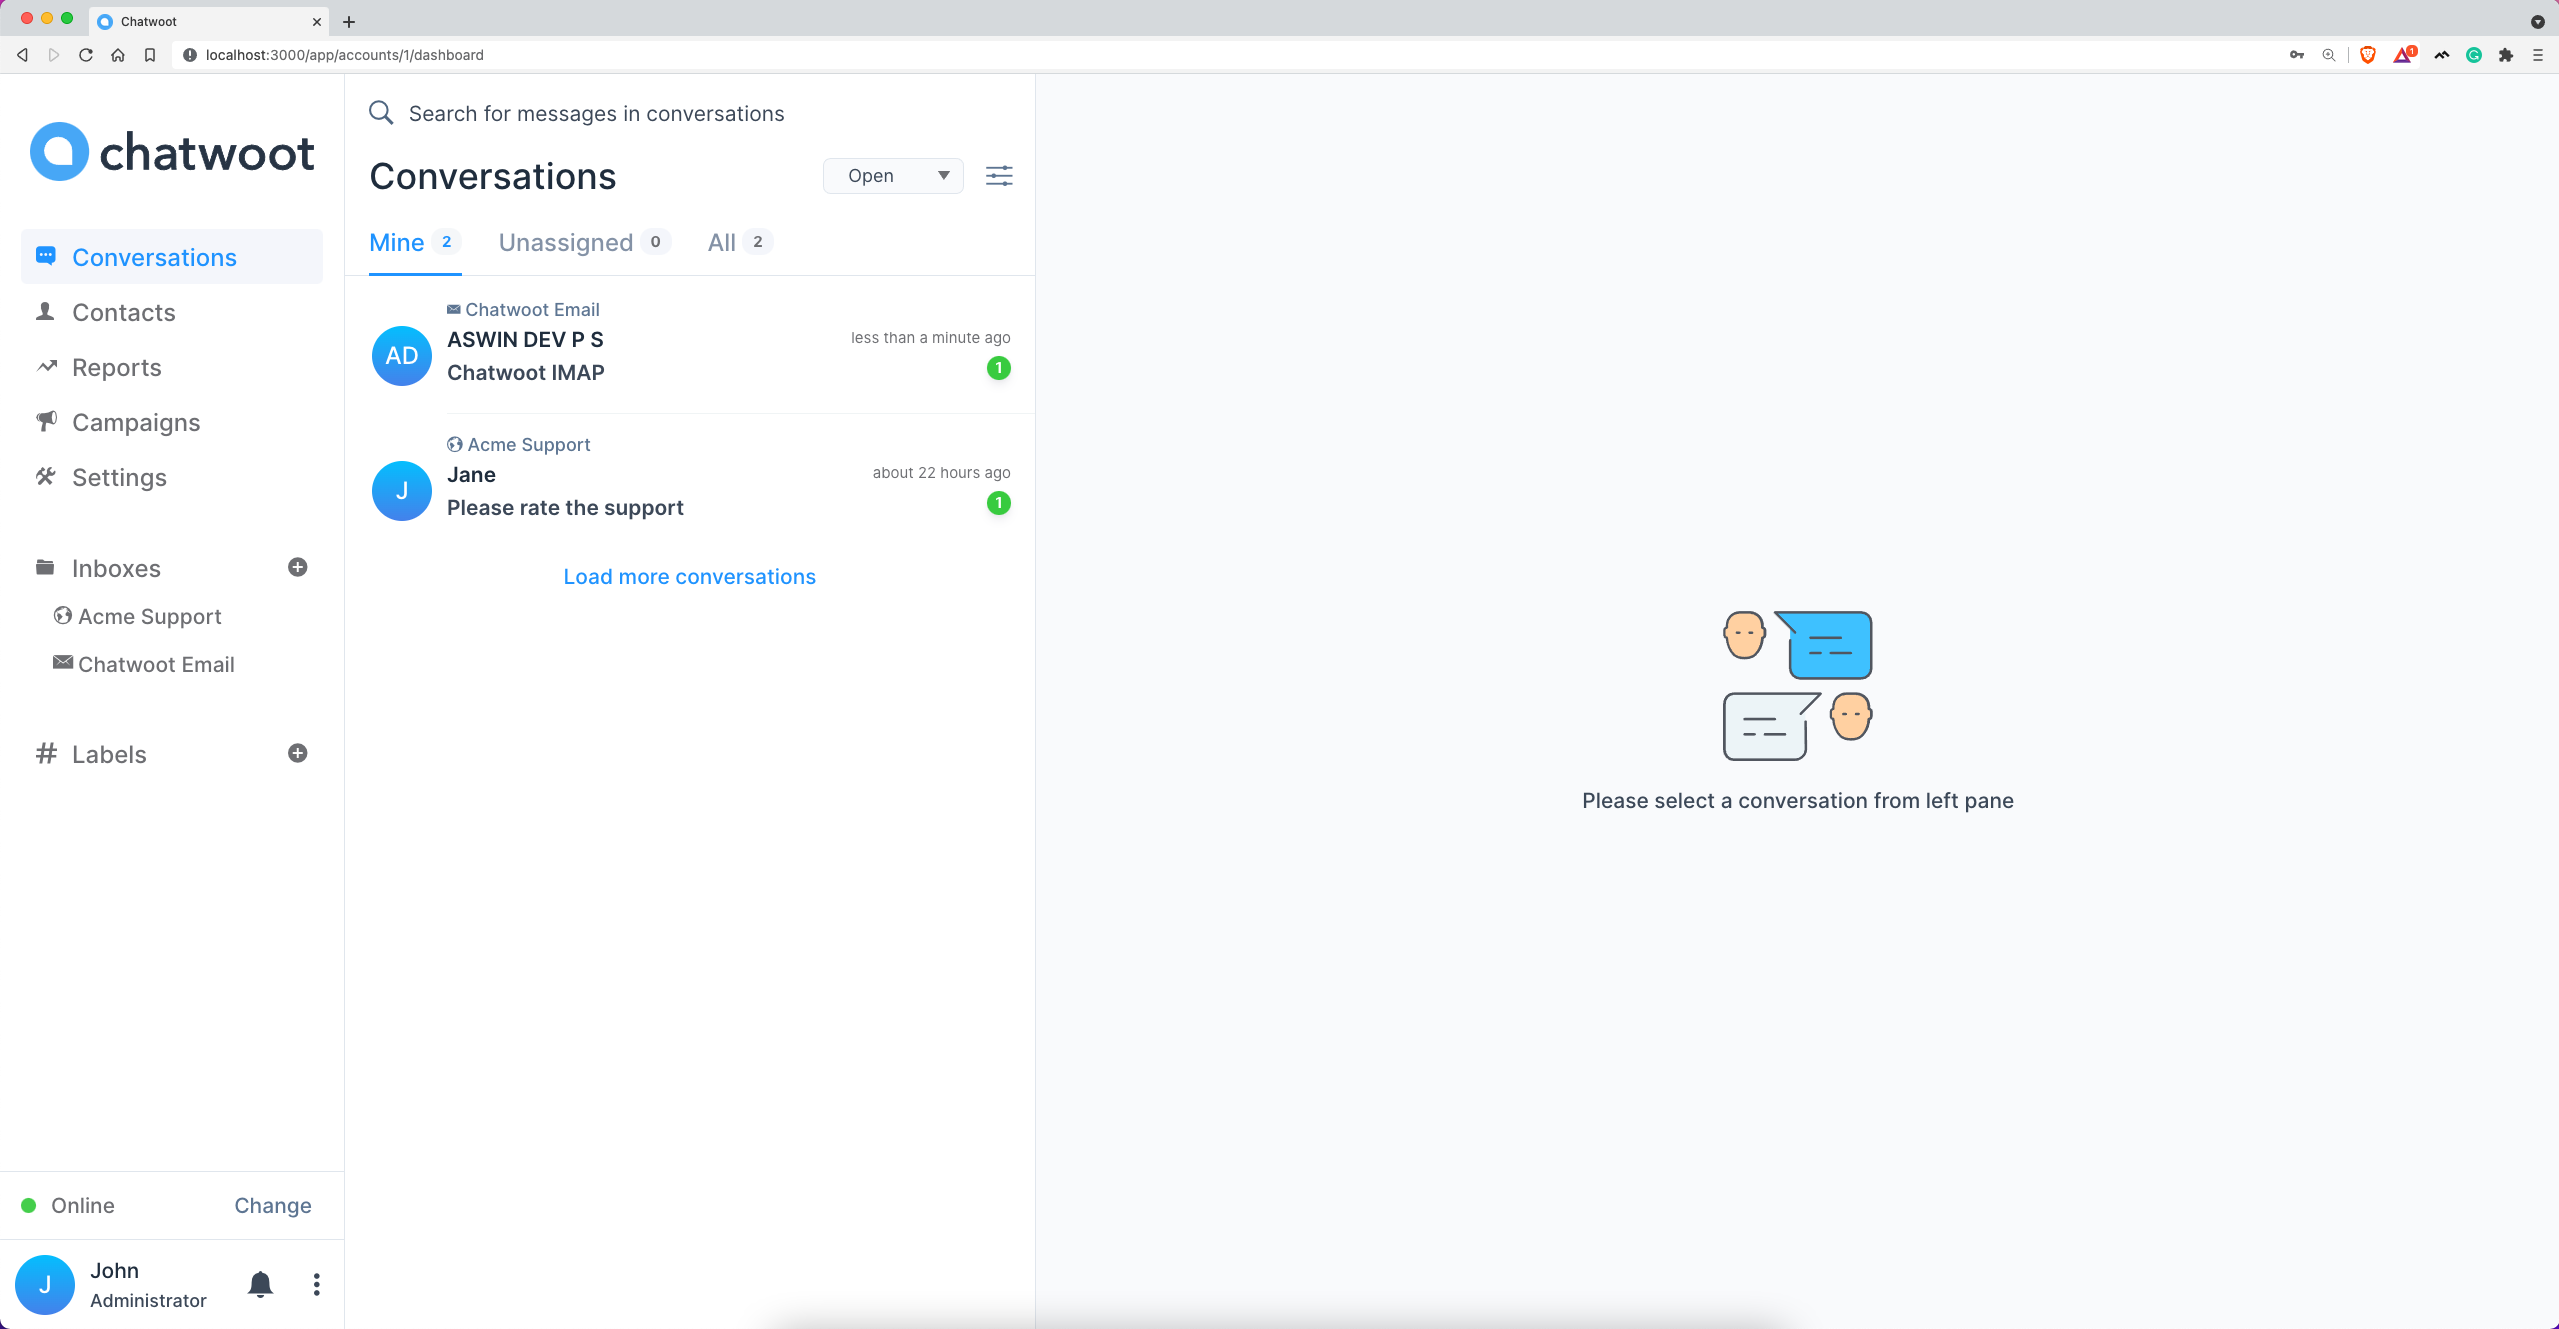 Chatwoot
localhost:3000/app/accounts/1/dashboard
1
chatwoot
Conversations
Contacts
Reports
Campaigns
Settings
Inboxes
Acme Support
Chatwoot Email
Labels
Online Change
J
John
Administrator
Search for messages in conversations
Conversations
Open
Mine 2 Unassigned 0 All 2
Chatwoot Email
AD
ASWIN DEV P S less than a minute ago
Chatwoot IMAP 1
Acme Support
J
Jane about 22 hours ago
Please rate the support 1
Load more conversations
Please select a conversation from left pane